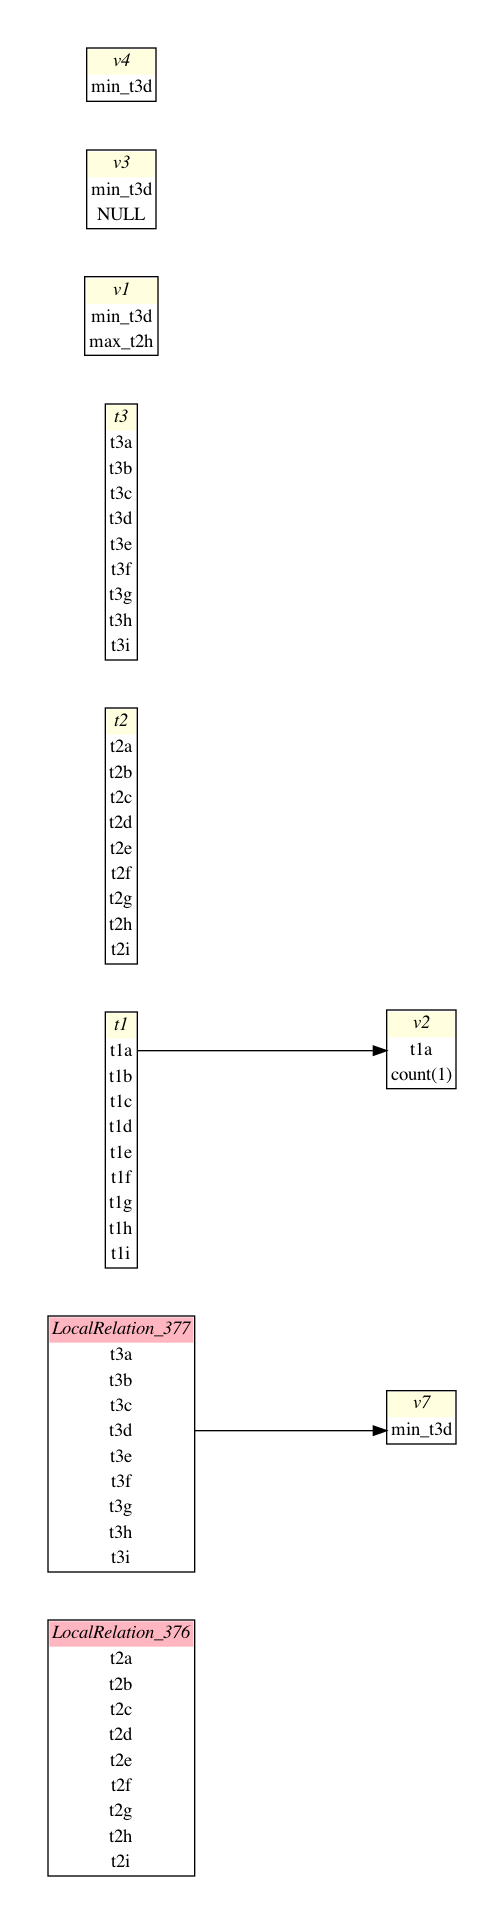 v4
min_t3d
v3
min_t3d
NULL
v1
min_t3d
max_t2h
t3
t3a
t3b
t3c
t3d
t3e
t3f
t3g
t3h
t3i
t2
t2a
t2b
t2c
t2d
t2e
t2f
t2g
t2h
t2i
t1
t1a
t1b
t1c
t1d
t1e
t1f
t1g
t1h
t1i
v2
t1a
count(1)
LocalRelation_377
t3a
t3b
t3c
t3d
t3e
t3f
t3g
t3h
t3i
v7
min_t3d
LocalRelation_376
t2a
t2b
t2c
t2d
t2e
t2f
t2g
t2h
t2i